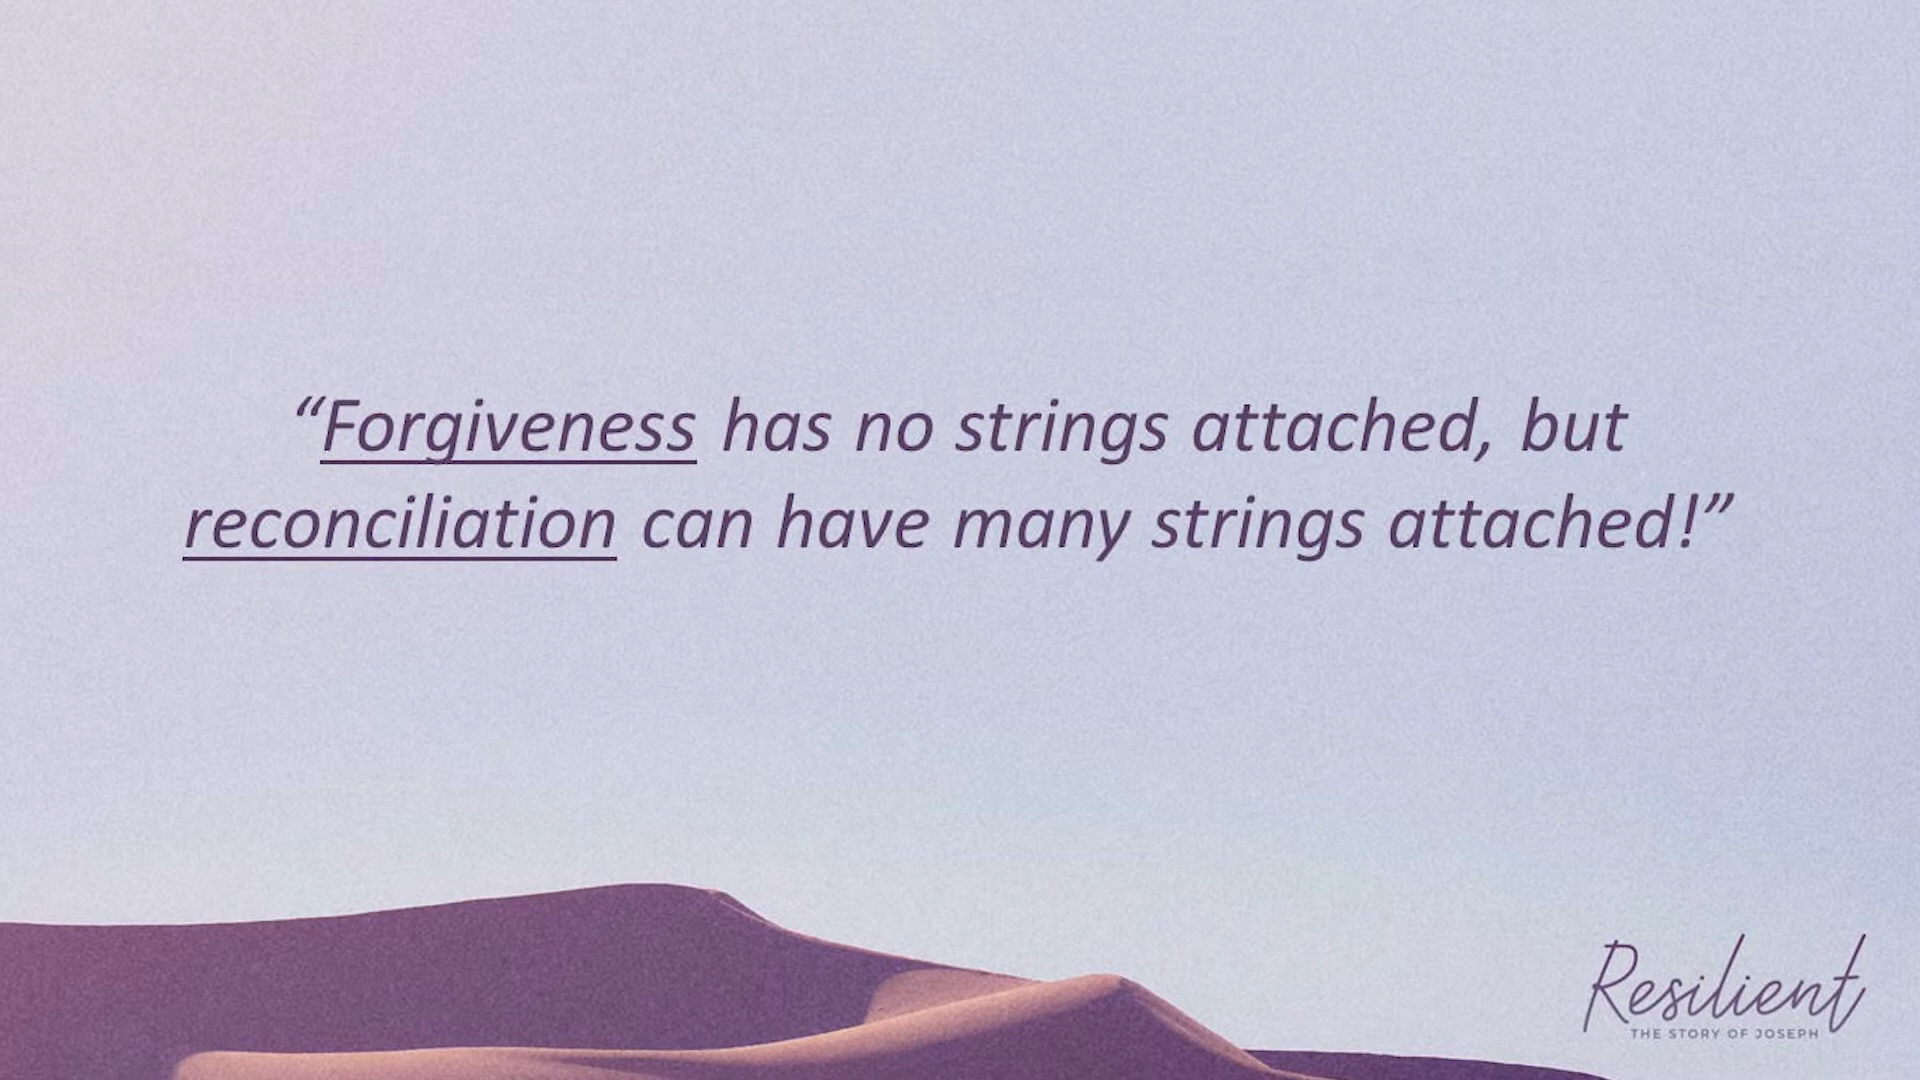 “Forgiveness has no strings attached, but
reconciliation can have many strings attached!”
Resilient
THE STORY OF JOSEPH